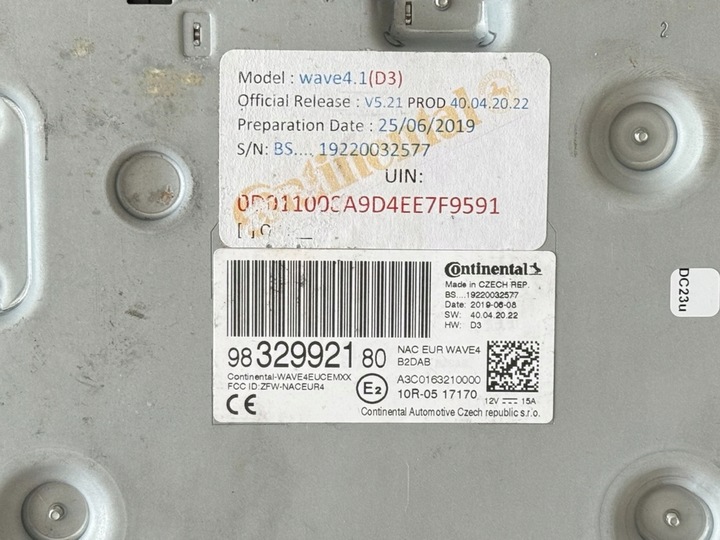 2
Model : wave4.1(D3)
Official Release : V5.21 PROD 40.04.20.22
Preparation Date : 25/06/2019
S/N: BS.... 19220032577
UIN:
Continental
Continental
Made in CZECH REP.
BS....19220032577
Date: 2019-06-08
SW: 40.04.20.22
HW: D3
98 329921 80
NAC EUR WAVE4
B2DAB
Continental-WAVE4EUCEMXX
FCC ID:ZFW-NACEUR4
A3C0163210000
E2
10R-05 17170
12V 15A
CE
Continental Automotive Czech republic s.r.o.
DC23u